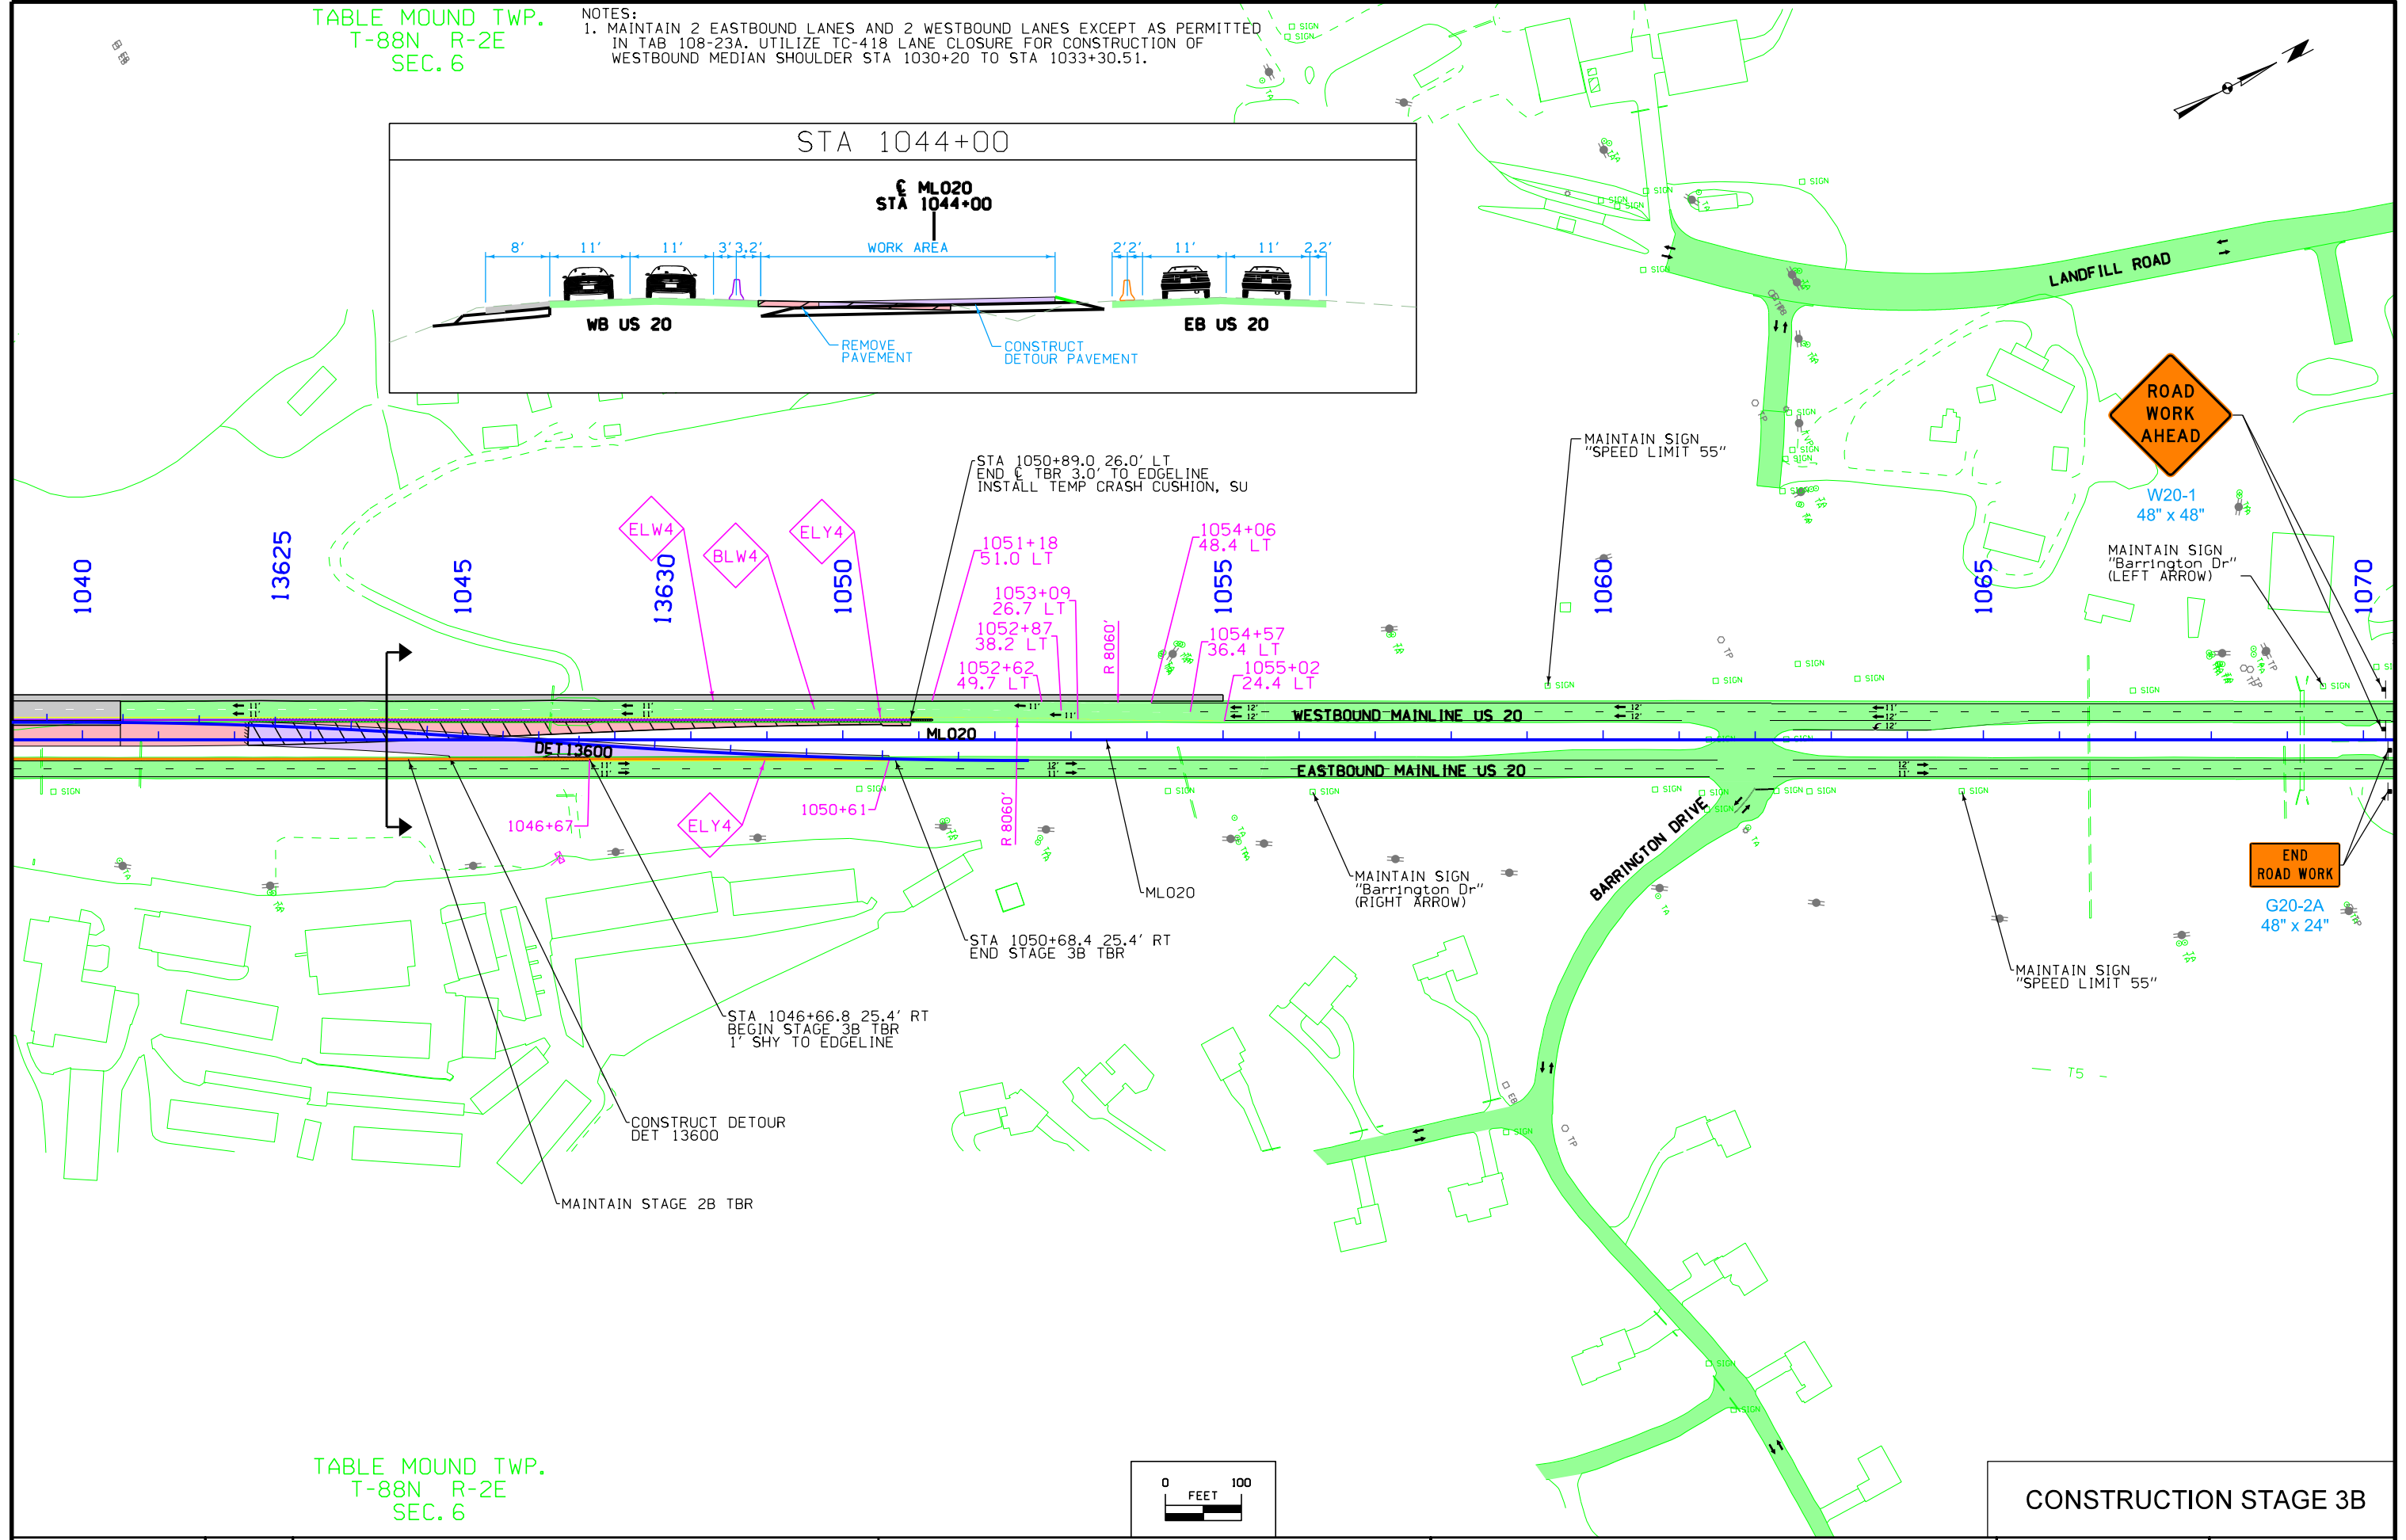 TABLE MOUND TWP.
T-88N R-2E
SEC. 6
NOTES:
1. MAINTAIN 2 EASTBOUND LANES AND 2 WESTBOUND LANES EXCEPT AS PERMITTED
IN TAB 108-23A. UTILIZE TC-418 LANE CLOSURE FOR CONSTRUCTION OF
WESTBOUND MEDIAN SHOULDER STA 1030+20 TO STA 1033+30.51.
STA 1044+00
℄ ML020
STA 1044+00
8' 11' 11' 3' 3.2' WORK AREA 2' 2' 11' 11' 2.2'
WB US 20
EB US 20
REMOVE
PAVEMENT
CONSTRUCT
DETOUR PAVEMENT
LANDFILL ROAD
ROAD
WORK
AHEAD
W20-1
48" x 48"
MAINTAIN SIGN
"SPEED LIMIT 55"
MAINTAIN SIGN
"Barrington Dr"
(LEFT ARROW)
STA 1050+89.0 26.0' LT
END ℄ TBR 3.0' TO EDGELINE
INSTALL TEMP CRASH CUSHION, SU
ELW4
BLW4
ELY4
1040
13625
1045
13630
1050
1055
1060
1065
1070
1051+18
51.0 LT
1053+09
26.7 LT
1052+87
38.2 LT
1052+62
49.7 LT
R 8060'
1054+06
48.4 LT
1054+57
36.4 LT
1055+02
24.4 LT
WESTBOUND MAINLINE US 20
ML020
DET13600
EASTBOUND MAINLINE US 20
1046+67
ELY4
1050+61
R 8060'
ML020
BARRINGTON DRIVE
MAINTAIN SIGN
"Barrington Dr"
(RIGHT ARROW)
END
ROAD WORK
G20-2A
48" x 24"
MAINTAIN SIGN
"SPEED LIMIT 55"
STA 1050+68.4 25.4' RT
END STAGE 3B TBR
STA 1046+66.8 25.4' RT
BEGIN STAGE 3B TBR
1' SHY TO EDGELINE
CONSTRUCT DETOUR
DET 13600
MAINTAIN STAGE 2B TBR
T5
TABLE MOUND TWP.
T-88N R-2E
SEC. 6
0 100
FEET
CONSTRUCTION STAGE 3B